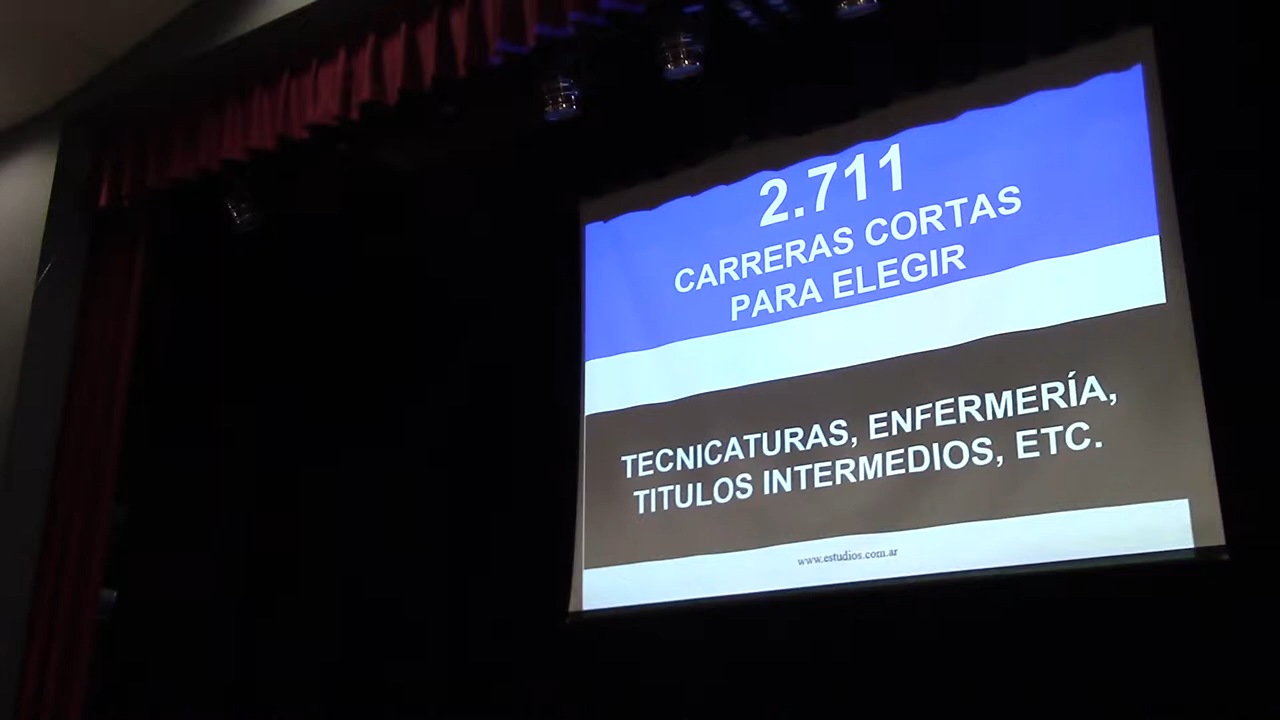 2.711
CARRERAS CORTAS
PARA ELEGIR
TECNICATURAS, ENFERMERÍA,
TITULOS INTERMEDIOS, ETC.
www.estudios.com.ar